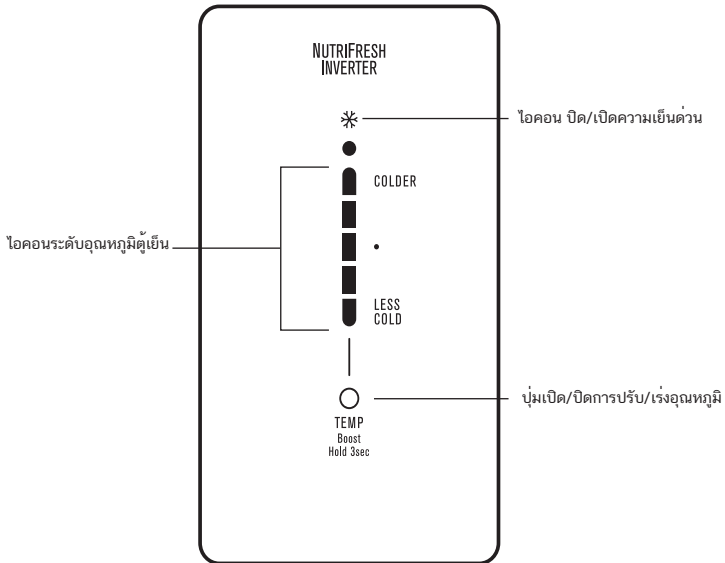 NUTRIFRESH
INVERTER
ไอคอน ปิด/เปิดความเย็นด่วน
COLDER
ไอคอนระดับอุณหภูมิตู้เย็น
LESS
COLD
ปุ่มเปิด/ปิดการปรับ/เร่งอุณหภูมิ
TEMP
Boost
Hold 3sec